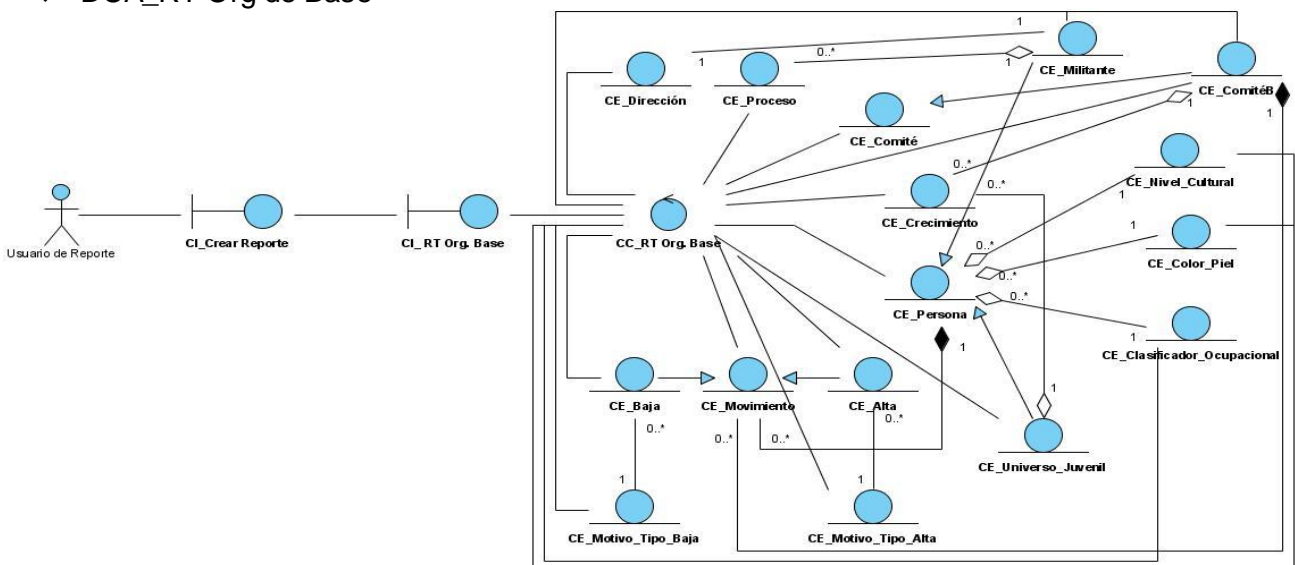 DCA_RT Org de Base
1
0..*
1
1
CE_Militante
CE_Dirección
CE_Proceso
CE_ComitéB
1
1
CE_Comité
0..*
0..*
CE_Nivel_Cultural
1
CE_Crecimiento
Usuario de Reporte
CI_Crear Reporte
CI_RT Org. Base
CC_RT Org. Base
0..*
1
CE_Color_Piel
0..*
0..*
CE_Persona
1
1
CE_Clasificador_Ocupacional
1
CE_Baja
CE_Movimiento
CE_Alta
0..*
0..*
0..*
0..*
CE_Universo_Juvenil
1
1
CE_Motivo_Tipo_Baja
CE_Motivo_Tipo_Alta